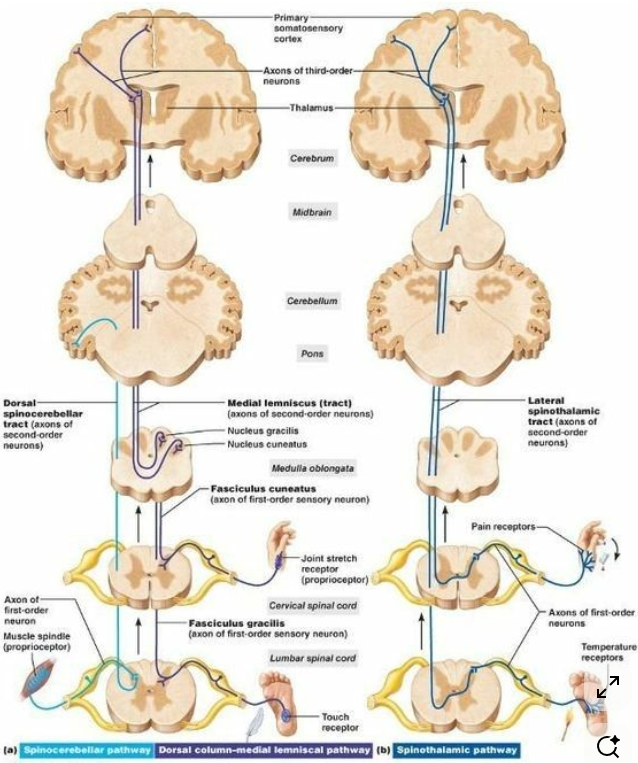 Primary
somatosensory
cortex
Axons of third-order
neurons
Thalamus
Cerebrum
Midbrain
Cerebellum
Pons
Dorsal
spinocerebellar
tract (axons of
second-order
neurons)
Medial lemniscus (tract)
(axons of second-order neurons)
Nucleus gracilis
Nucleus cuneatus
Medulla oblongata
Fasciculus cuneatus
(axon of first-order sensory neuron)
Joint stretch
receptor
(proprioceptor)
Cervical spinal cord
Axon of
first-order
neuron
Muscle spindle
(proprioceptor)
Fasciculus gracilis
(axon of first-order sensory neuron)
Lumbar spinal cord
Touch
receptor
Lateral
spinothalamic
tract (axons of
second-order
neurons)
Pain receptors
Axons of first-order
neurons
Temperature
receptors
(a) Spinocerebellar pathway Dorsal column–medial lemniscal pathway (b) Spinothalamic pathway